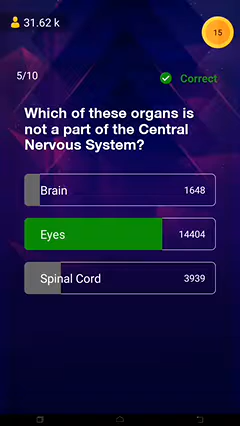 31.62 k
15
5/10
Correct
Which of these organs is
not a part of the Central
Nervous System?
Brain 1648
Eyes 14404
Spinal Cord 3939